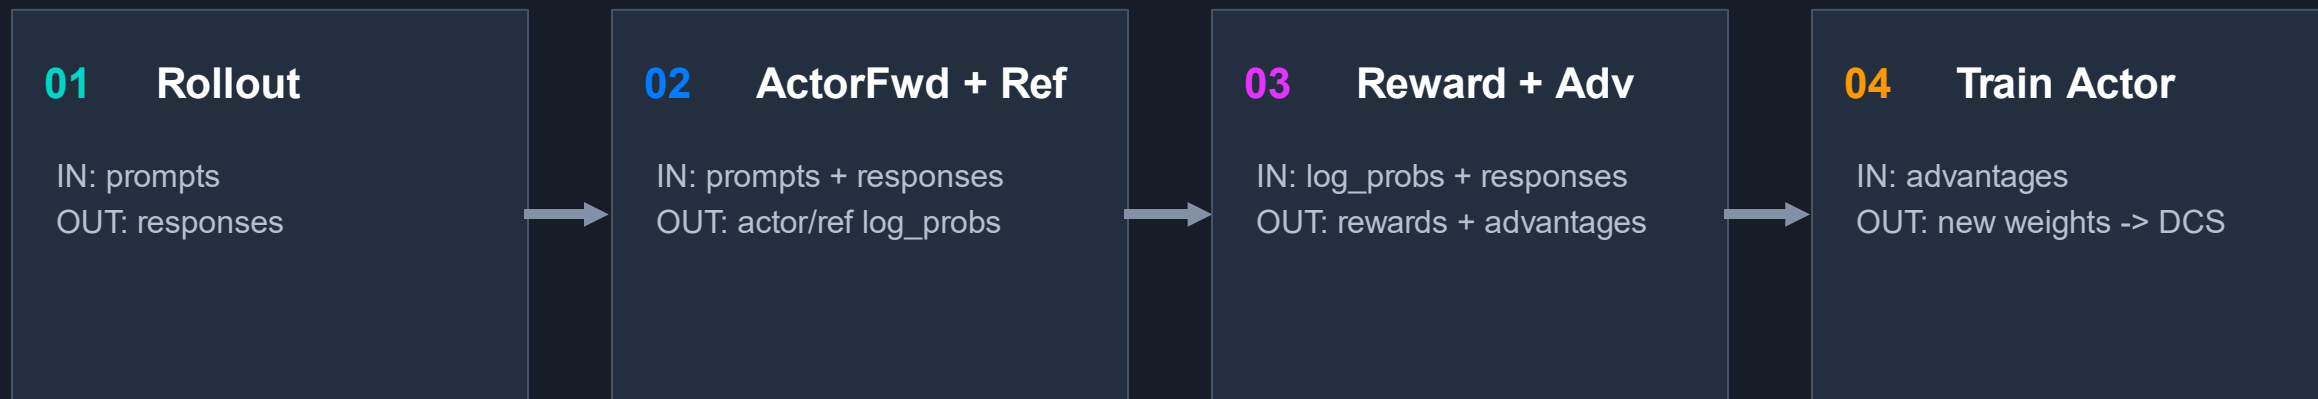 01 Rollout
IN: prompts
OUT: responses
02 ActorFwd + Ref
IN: prompts + responses
OUT: actor/ref log_probs
03 Reward + Adv
IN: log_probs + responses
OUT: rewards + advantages
04 Train Actor
IN: advantages
OUT: new weights -> DCS